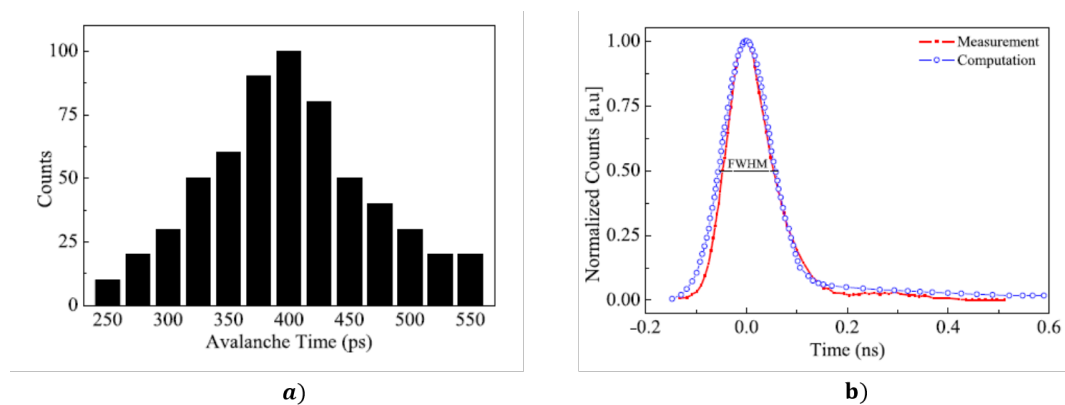 100
75
50
25
0
Counts
250 300 350 400 450 500 550
Avalanche Time (ps)
a)
1.00
0.75
0.50
0.25
0.00
Normalized Counts [a.u]
Measurement
Computation
FWHM
−0.2 0.0 0.2 0.4 0.6
Time (ns)
b)